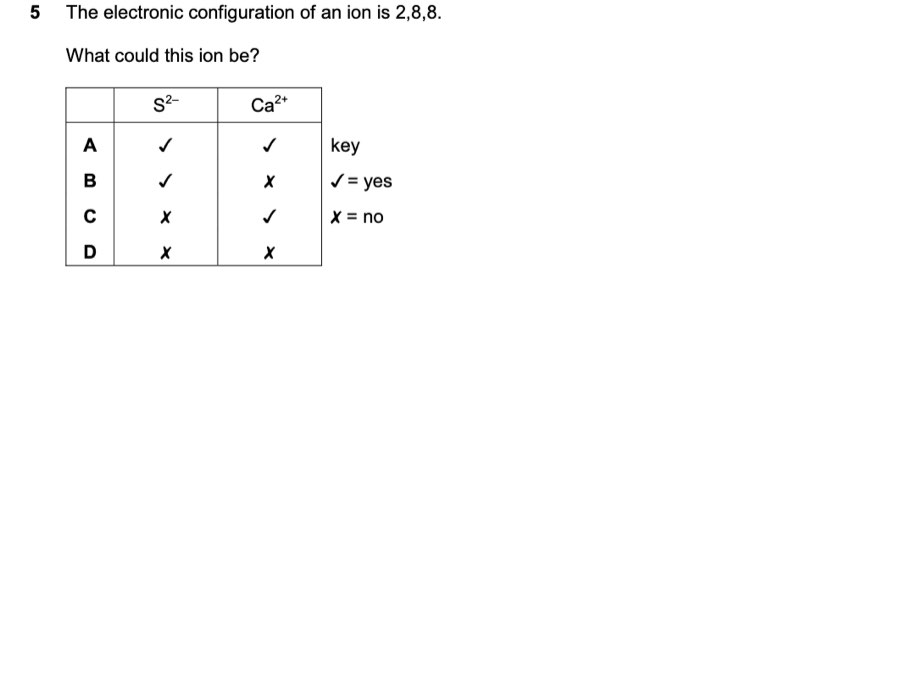 5 The electronic configuration of an ion is 2,8,8.
What could this ion be?
S²⁻ Ca²⁺
A ✓ ✓ key
B ✓ ✗ ✓ = yes
C ✗ ✓ ✗ = no
D ✗ ✗